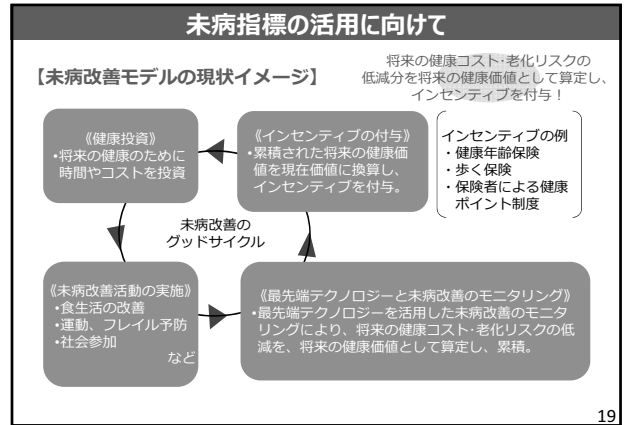 未病指標の活用に向けて
【未病改善モデルの現状イメージ】
将来の健康コスト･老化リスクの
低減分を将来の健康価値として算定し、
インセンティブを付与！
《健康投資》
・将来の健康のために
時間やコストを投資
《インセンティブの付与》
・累積された将来の健康価
値を現在価値に換算し、
インセンティブを付与。
インセンティブの例
・健康年齢保険
・歩く保険
・保険者による健康
ポイント制度
未病改善の
グッドサイクル
《未病改善活動の実施》
・食生活の改善
・運動、フレイル予防
・社会参加
など
《最先端テクノロジーと未病改善のモニタリング》
・最先端テクノロジーを活用した未病改善のモニタ
リングにより、将来の健康コスト･老化リスクの低
減を、将来の健康価値として算定し、累積。
19